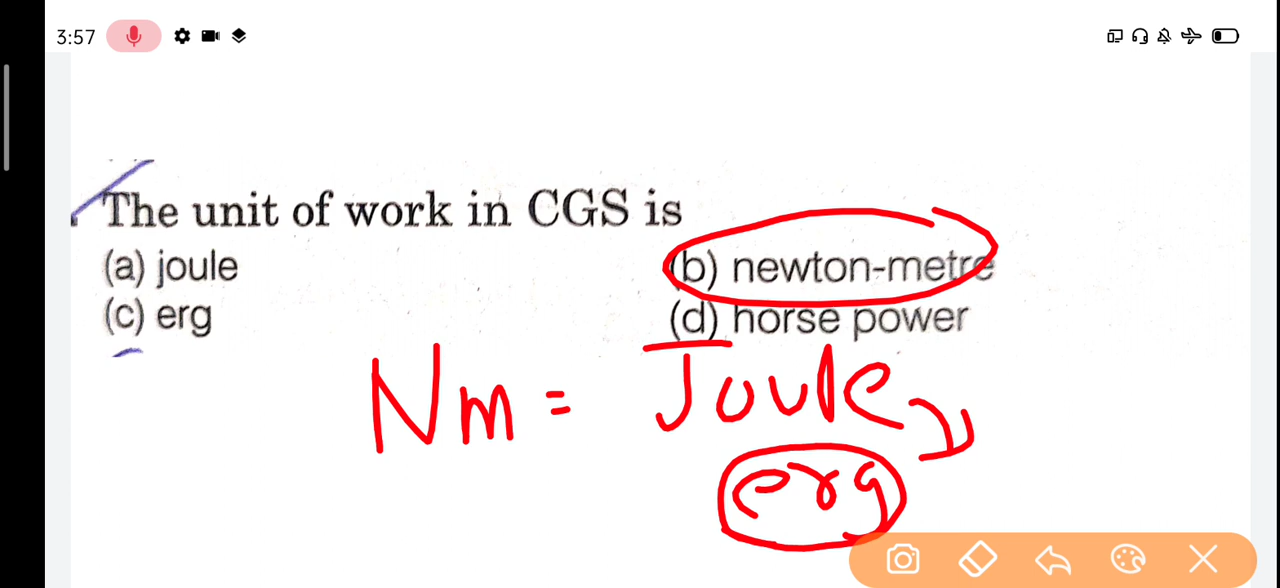 3:57
The unit of work in CGS is
(a) joule (b) newton-metre
(c) erg (d) horse power
Nm = Joule
erg